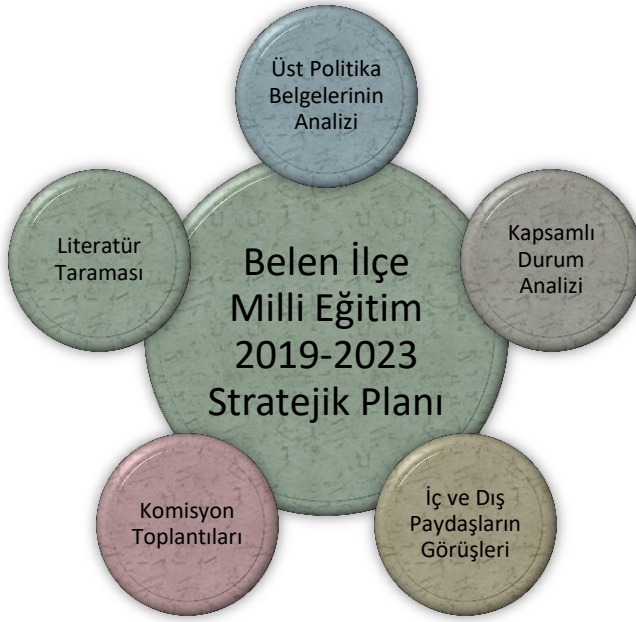 Üst Politika
Belgelerinin
Analizi
Literatür
Taraması
Kapsamlı
Durum
Analizi
Belen İlçe
Milli Eğitim
2019-2023
Stratejik Planı
Komisyon
Toplantıları
İç ve Dış
Paydaşların
Görüşleri